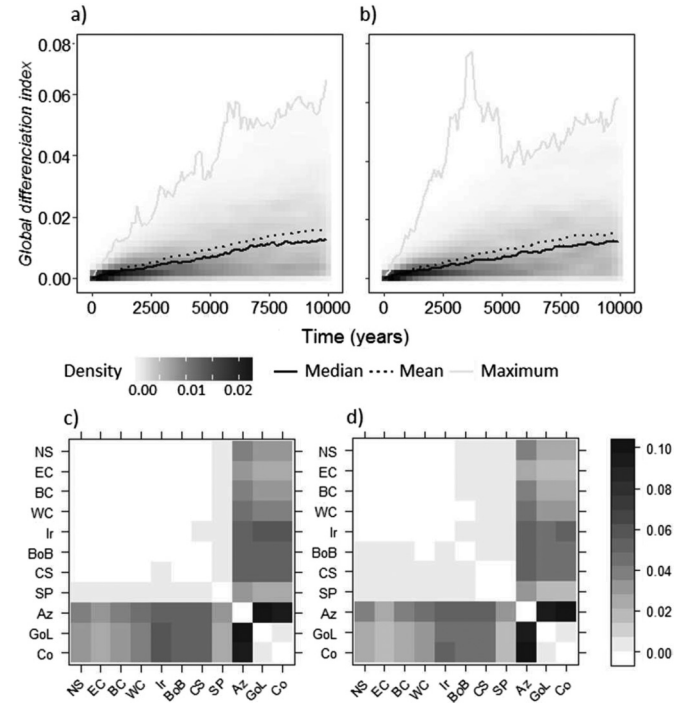 a)
b)
Global differenciation index
0.08
0.06
0.04
0.02
0.00
0 2500 5000 7500 10000
0 2500 5000 7500 10000
Time (years)
Density
0.00 0.01 0.02
Median
Mean
Maximum
c)
NS
EC
BC
WC
Ir
BoB
CS
SP
Az
GoL
Co
NS EC BC WC Ir BoB CS SP Az GoL Co
d)
NS
EC
BC
WC
Ir
BoB
CS
SP
Az
GoL
Co
NS EC BC WC Ir BoB CS SP Az GoL Co
0.10
0.08
0.06
0.04
0.02
0.00